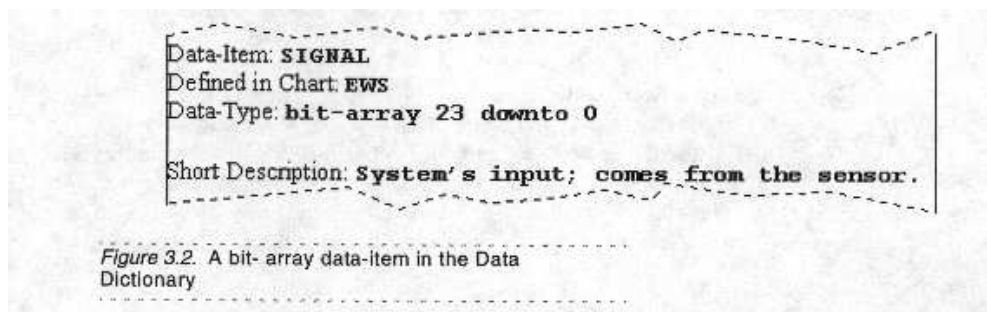 Data-Item: SIGNAL
Defined in Chart: EWS
Data-Type: bit-array 23 downto 0
Short Description: System's input; comes from the sensor.
Figure 3.2. A bit- array data-item in the Data
Dictionary